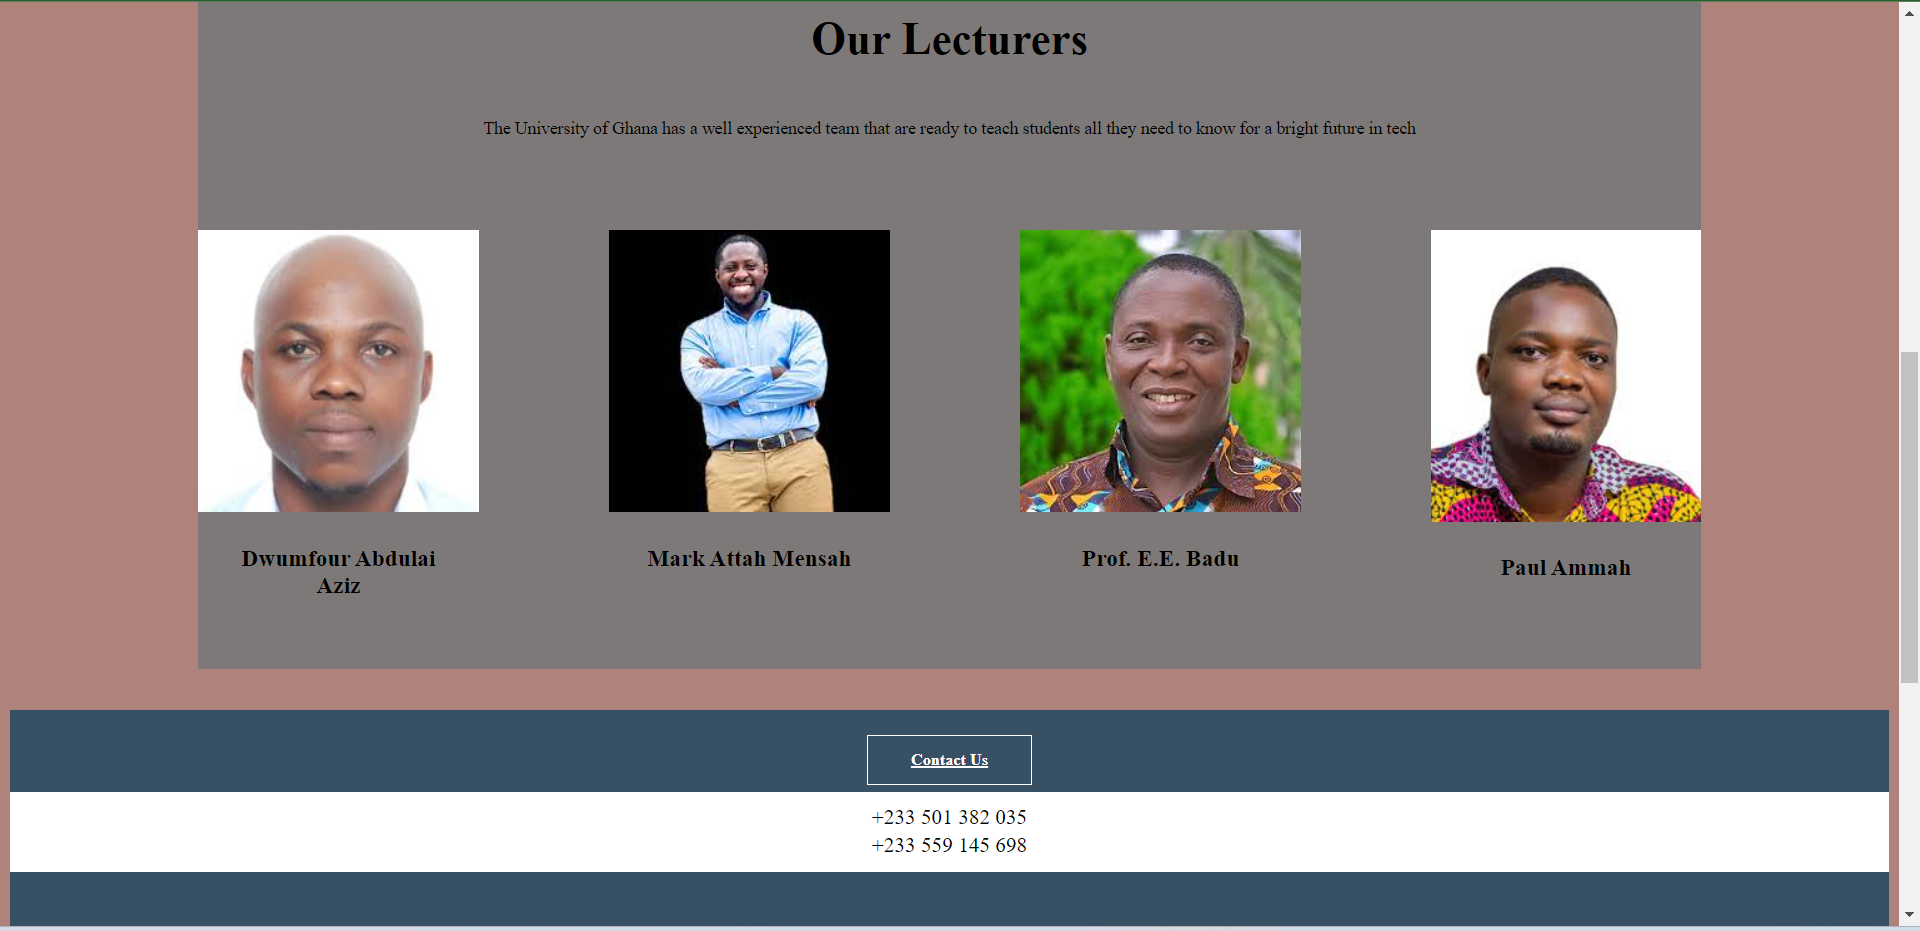 Our Lecturers
The University of Ghana has a well experienced team that are ready to teach students all they need to know for a bright future in tech
Dwumfour Abdulai
Aziz
Mark Attah Mensah
Prof. E.E. Badu
Paul Ammah
Contact Us
+233 501 382 035
+233 559 145 698